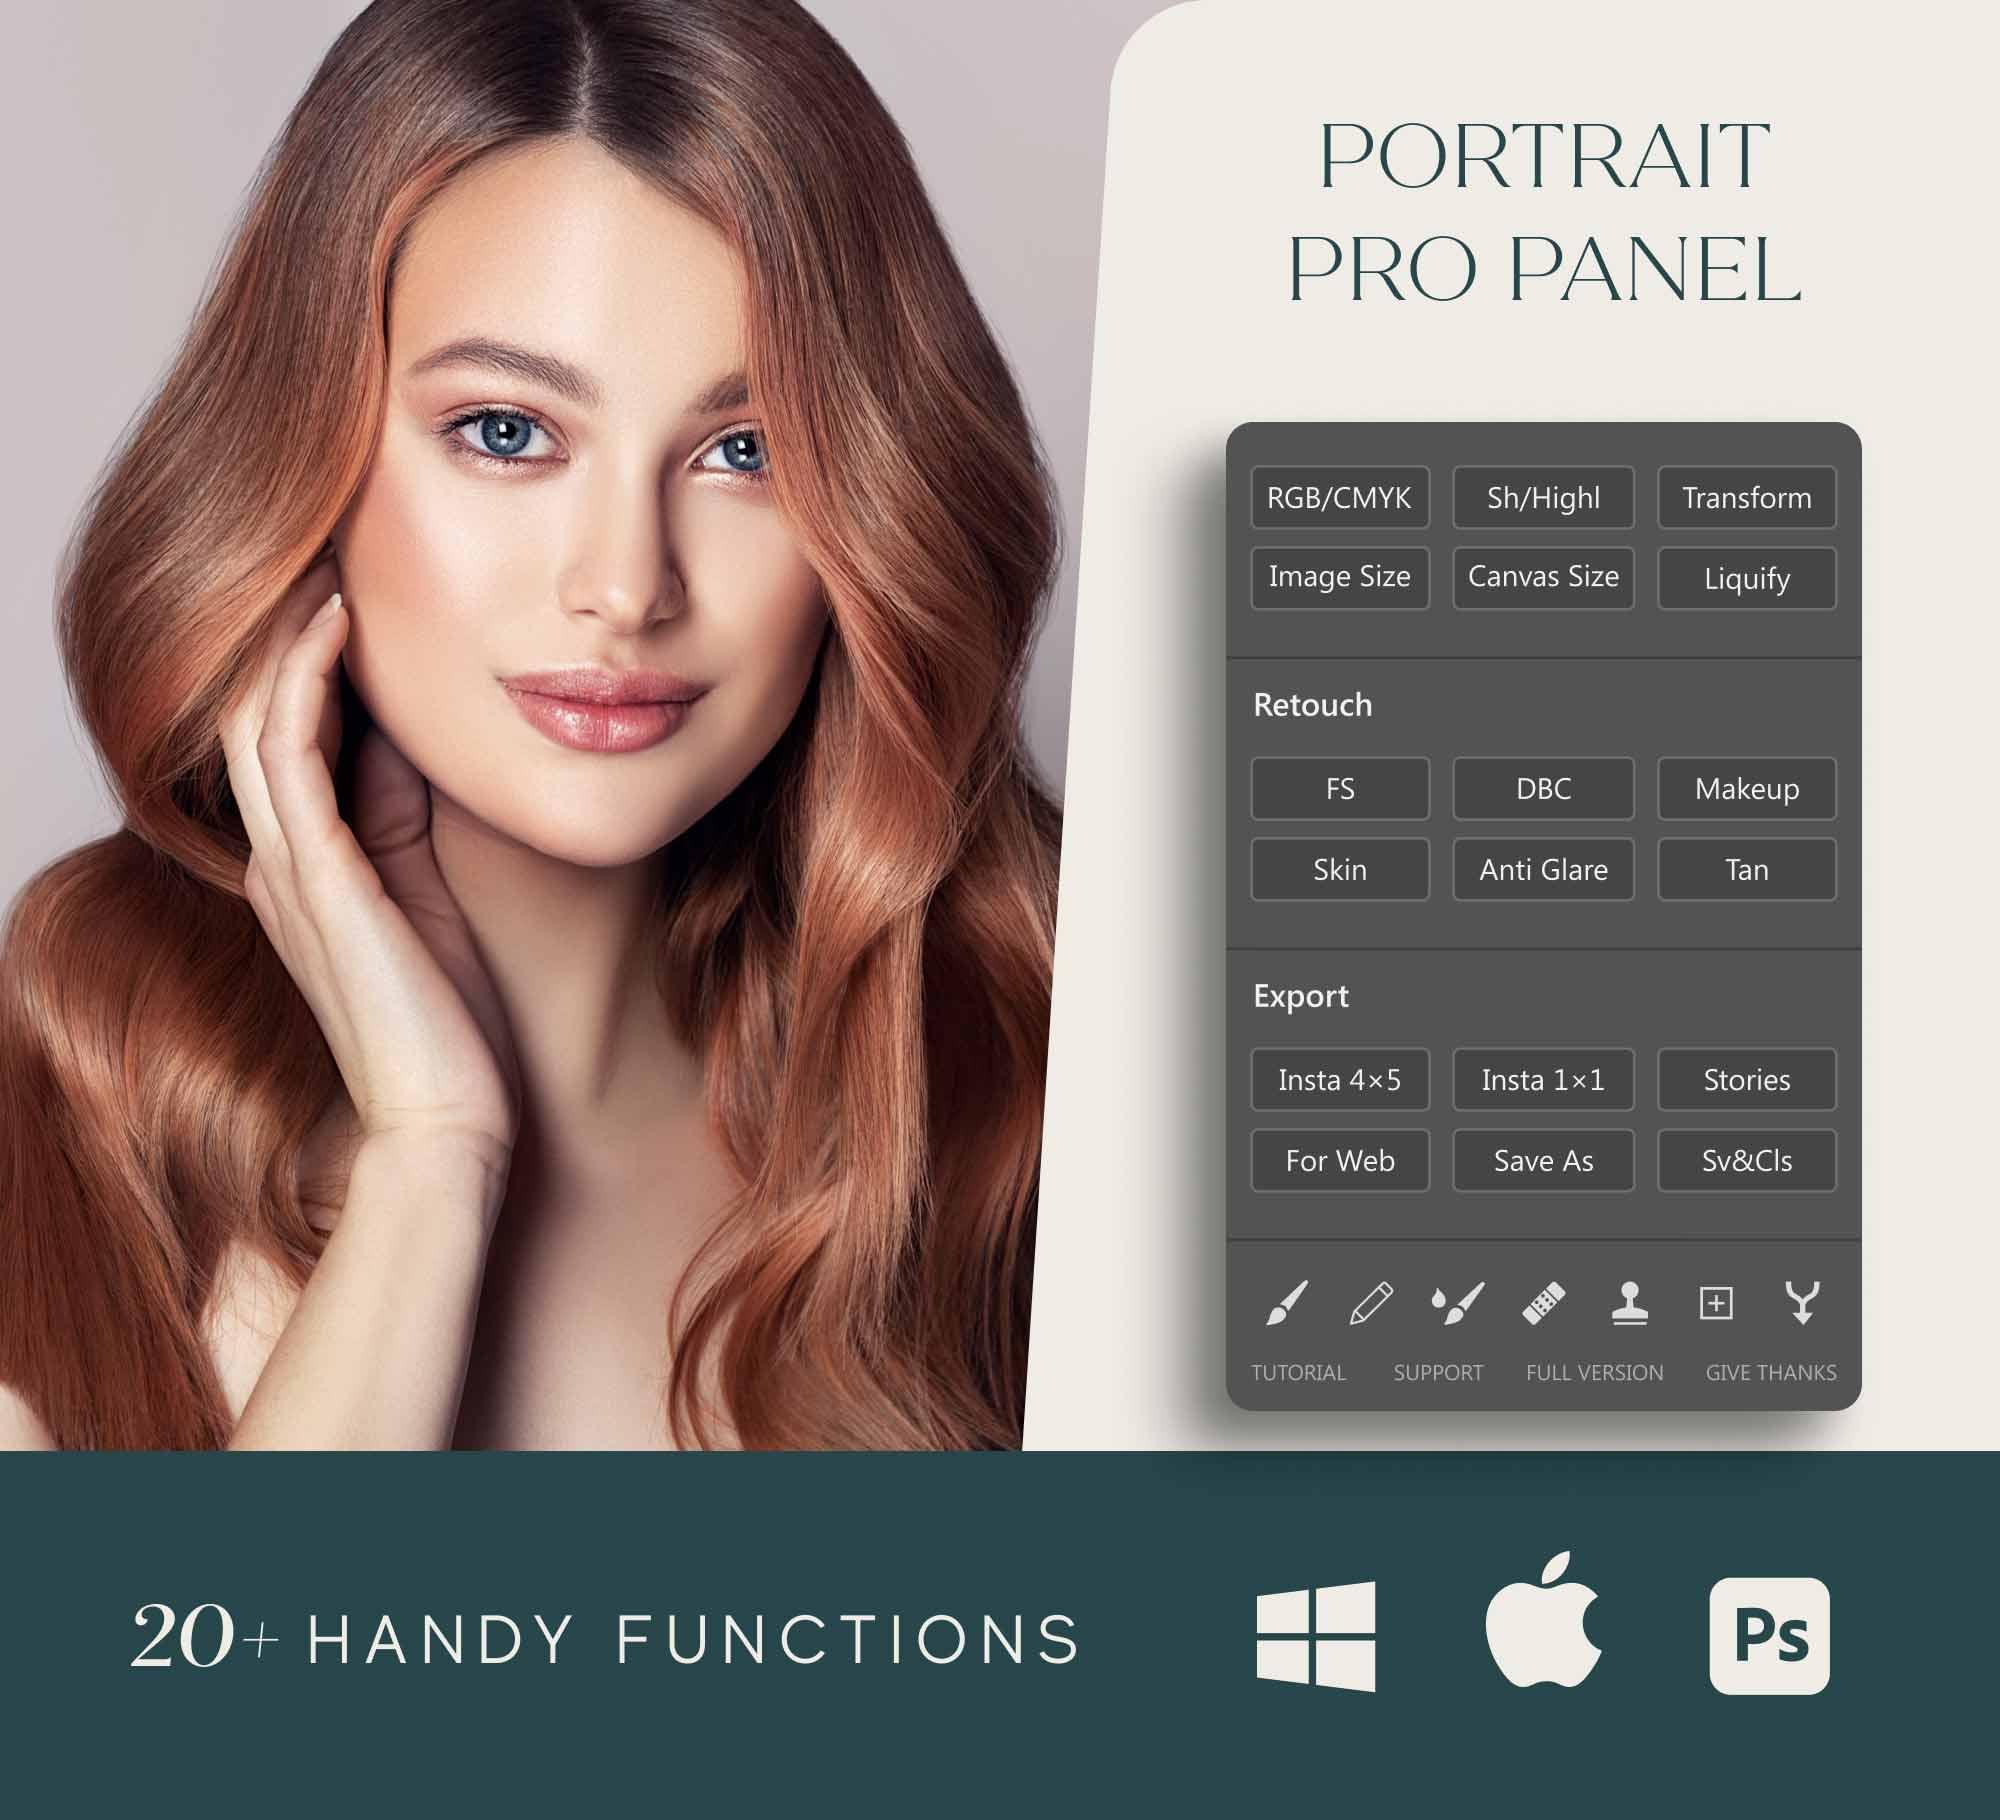 PORTRAIT
PRO PANEL
RGB/CMYK Sh/Highl Transform
Image Size Canvas Size Liquify
Retouch
FS DBC Makeup
Skin Anti Glare Tan
Export
Insta 4×5 Insta 1×1 Stories
For Web Save As Sv&Cls
TUTORIAL SUPPORT FULL VERSION GIVE THANKS
20+ HANDY FUNCTIONS
Ps